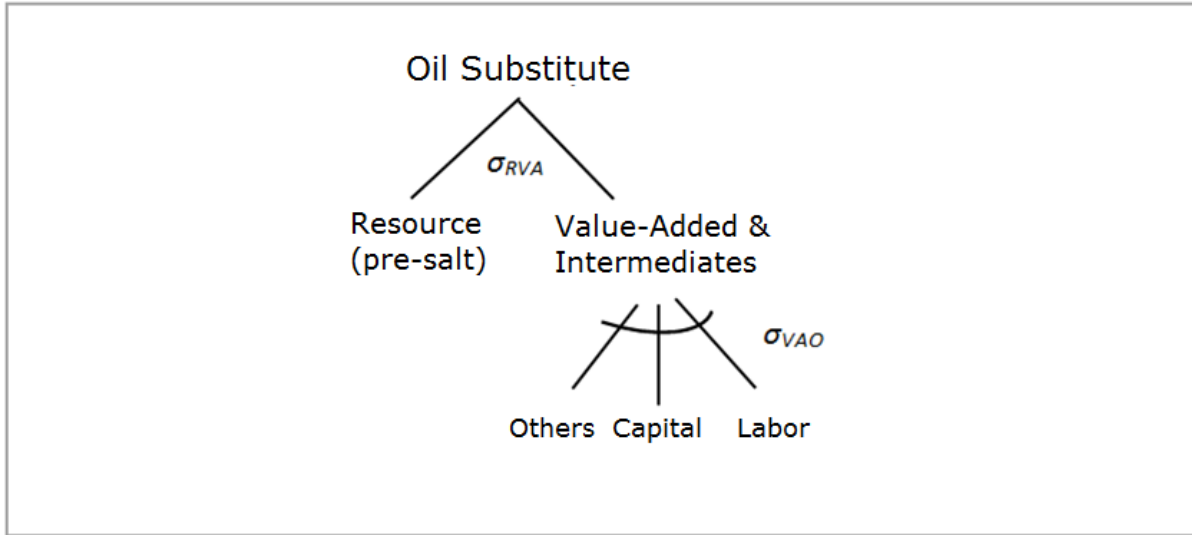 Oil Substitute
σRVA
Resource
(pre-salt)
Value-Added &
Intermediates
σVAO
Others Capital Labor